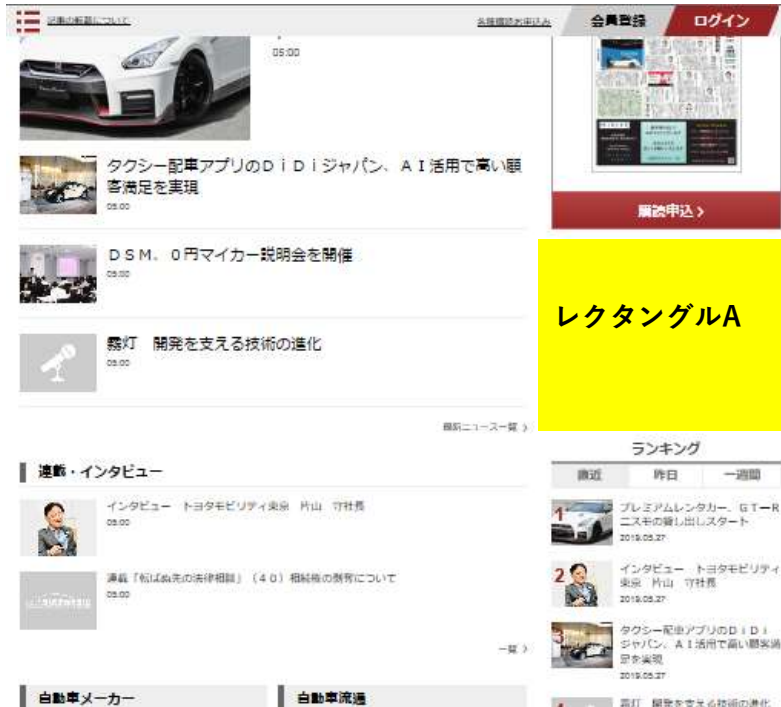 記事の転載について
各種購読お申込み
会員登録
ログイン
05:00
タクシー配車アプリのＤｉＤｉジャパン、ＡＩ活用で高い顧
客満足を実現
05:00
購読申込 >
ＤＳＭ、０円マイカー説明会を開催
05:00
レクタングルA
霧灯　開発を支える技術の進化
05:00
最新ニュース一覧 >
連載・インタビュー
インタビュー　トヨタモビリティ東京　片山　守社長
05:00
連載「転ばぬ先の法律相談」（４０）相続権の剝奪について
05:00
一覧 >
ランキング
直近
昨日
一週間
1
プレミアムレンタカー、ＧＴ―Ｒ
ニスモの貸し出しスタート
2019.05.27
2
インタビュー　トヨタモビリティ
東京　片山　守社長
2019.05.27
3
タクシー配車アプリのＤｉＤｉ
ジャパン、ＡＩ活用で高い顧客満
足を実現
2019.05.27
霧灯　開発を支える技術の進化
自動車メーカー
自動車流通